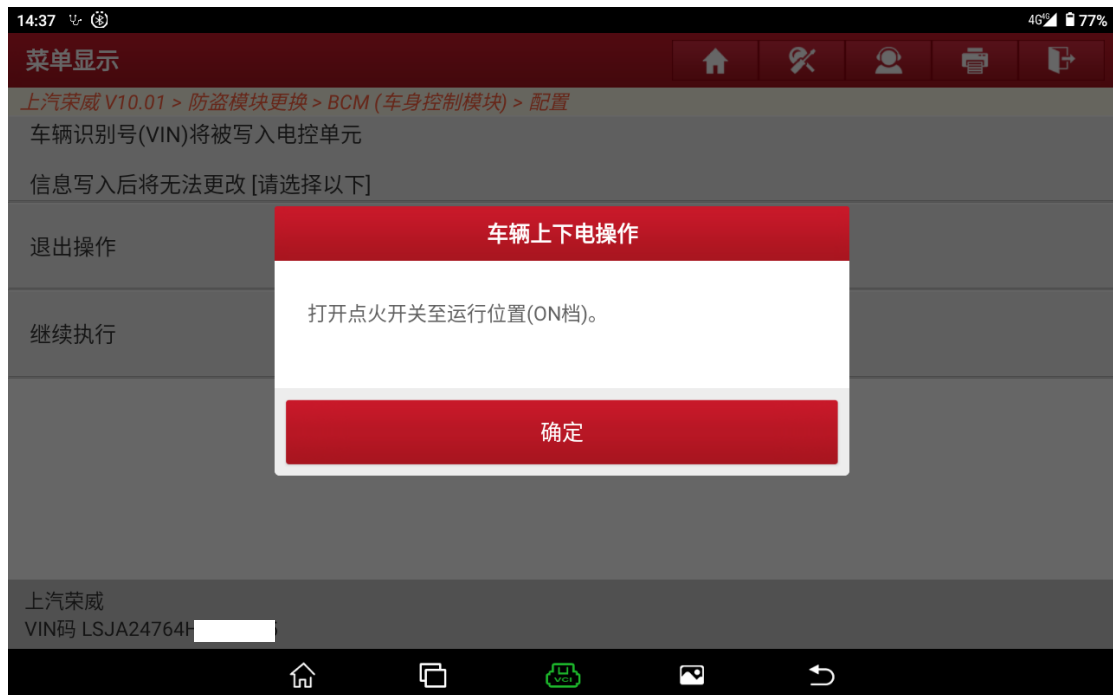 14:37
4G 4G 77%
菜单显示
上汽荣威 V10.01 > 防盗模块更换 > BCM (车身控制模块) > 配置
车辆识别号(VIN)将被写入电控单元
信息写入后将无法更改 [请选择以下]
退出操作
车辆上下电操作
打开点火开关至运行位置(ON档)。
继续执行
确定
上汽荣威
VIN码 LSJA24764H
VCI